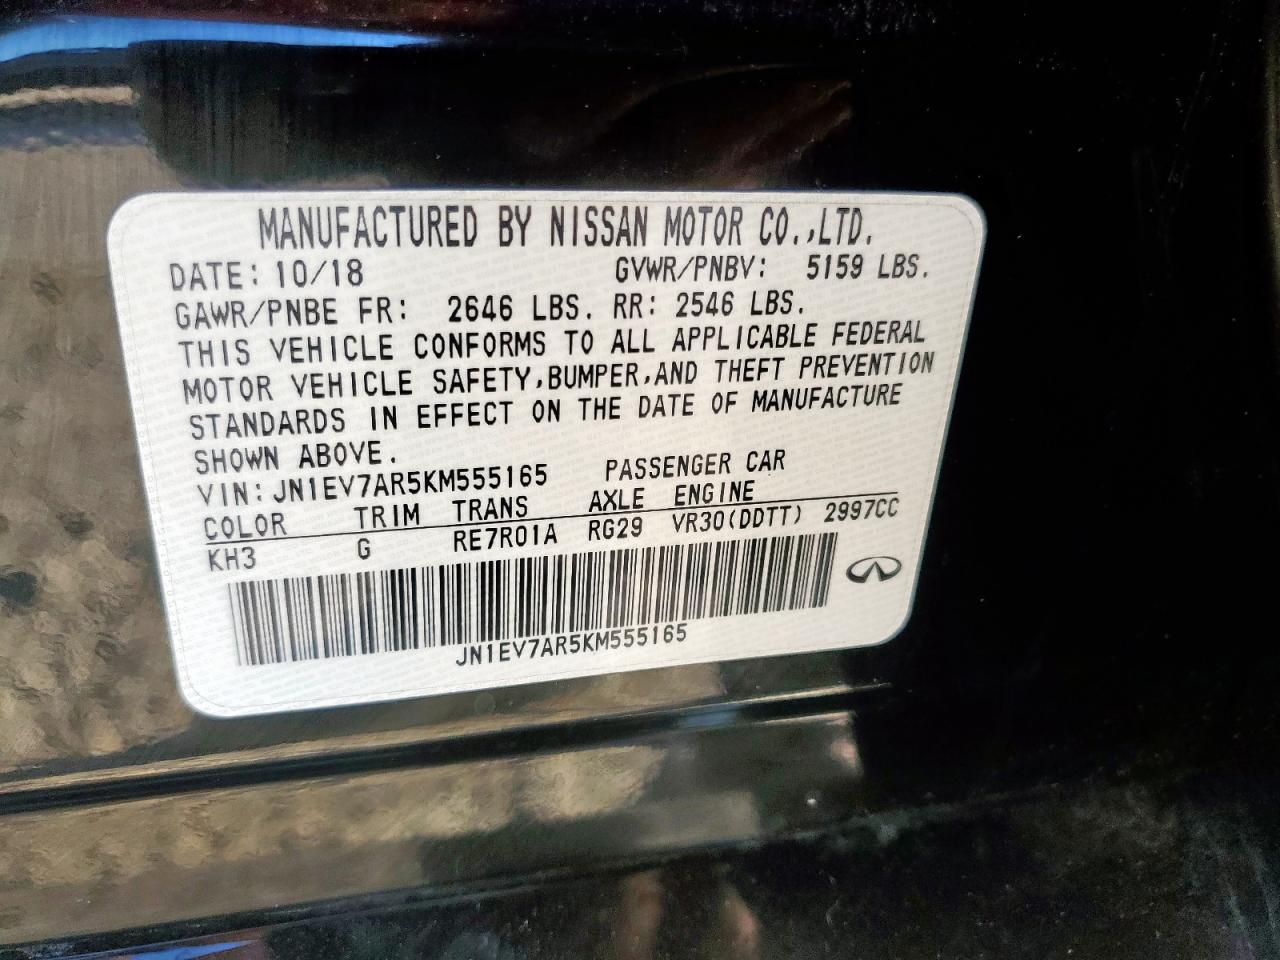 MANUFACTURED BY NISSAN MOTOR CO.,LTD.
DATE: 10/18 GVWR/PNBV: 5159 LBS.
GAWR/PNBE FR: 2646 LBS. RR: 2546 LBS.
THIS VEHICLE CONFORMS TO ALL APPLICABLE FEDERAL
MOTOR VEHICLE SAFETY,BUMPER,AND THEFT PREVENTION
STANDARDS IN EFFECT ON THE DATE OF MANUFACTURE
SHOWN ABOVE.
VIN: JN1EV7AR5KM555165 PASSENGER CAR
COLOR TRIM TRANS AXLE ENGINE
KH3 G RE7R01A RG29 VR30(DDTT) 2997CC
JN1EV7AR5KM555165